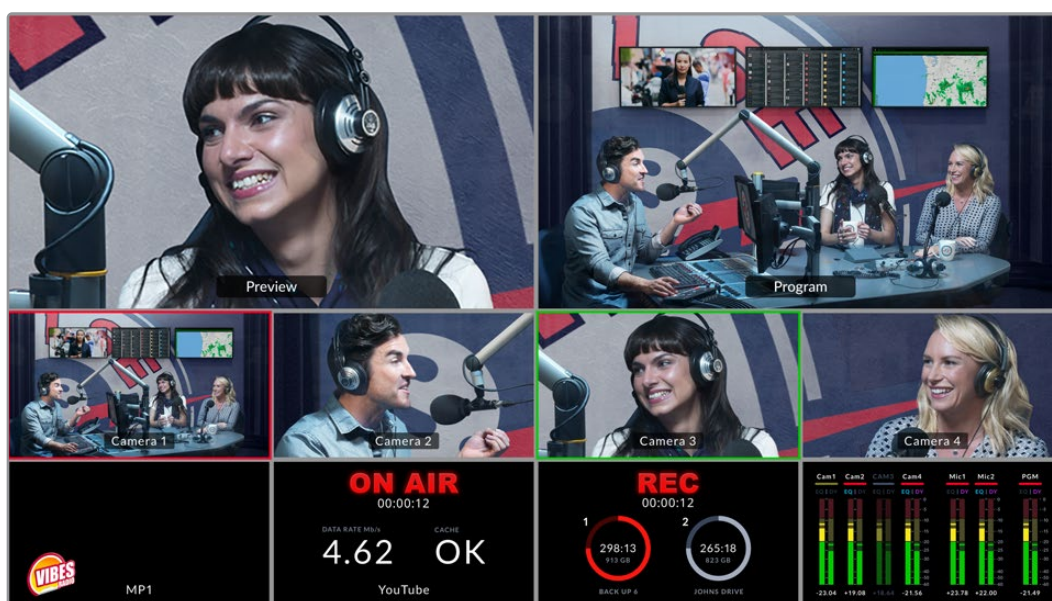 Preview
Program
Camera 1
Camera 2
Camera 3
Camera 4
VIBES
RADIO
MP1
ON AIR
00:00:12
DATA RATE Mb/s
CACHE
4.62
OK
YouTube
REC
00:00:12
1
298:13
913 GB
BACK UP 6
2
265:18
823 GB
JOHNS DRIVE
Cam1 Cam2 CAM3 Cam4 Mic1 Mic2 PGM
-23.04 +19.08 -21.56 +23.78 +22.00 -21.49